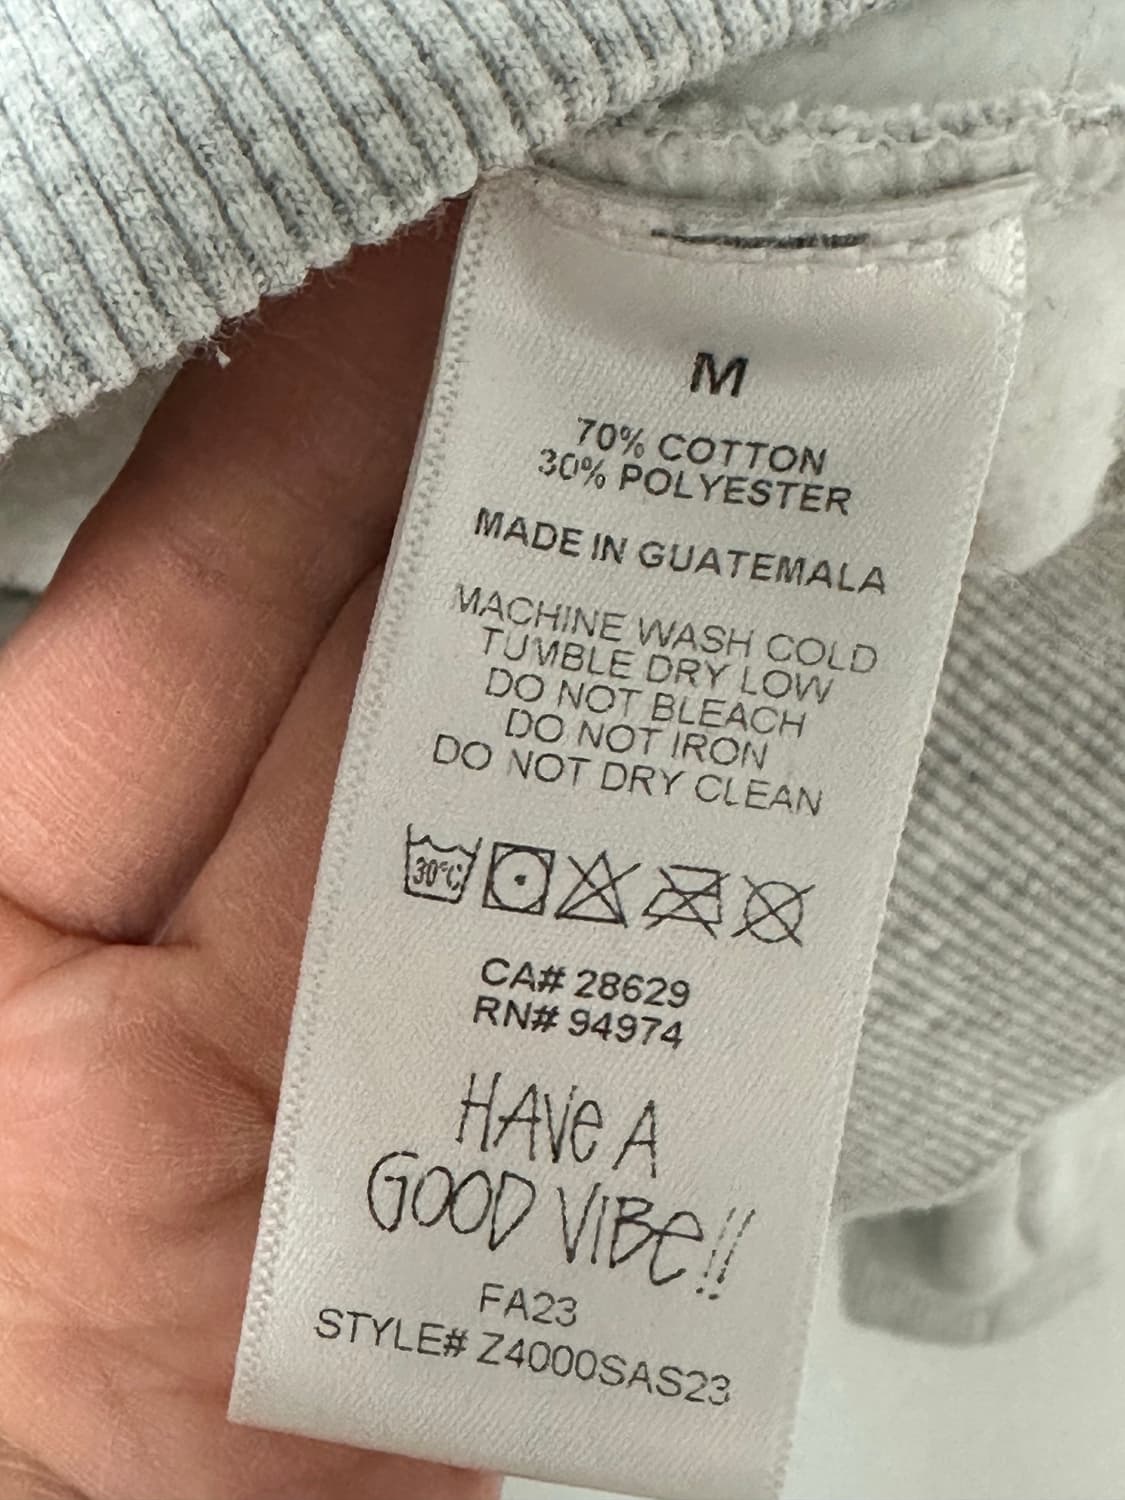 M
70% COTTON
30% POLYESTER
MADE IN GUATEMALA
MACHINE WASH COLD
TUMBLE DRY LOW
DO NOT BLEACH
DO NOT IRON
DO NOT DRY CLEAN
30°C
CA# 28629
RN# 94974
HAVe A
GOOD VIBe!!
FA23
STYLE# Z4000SAS23